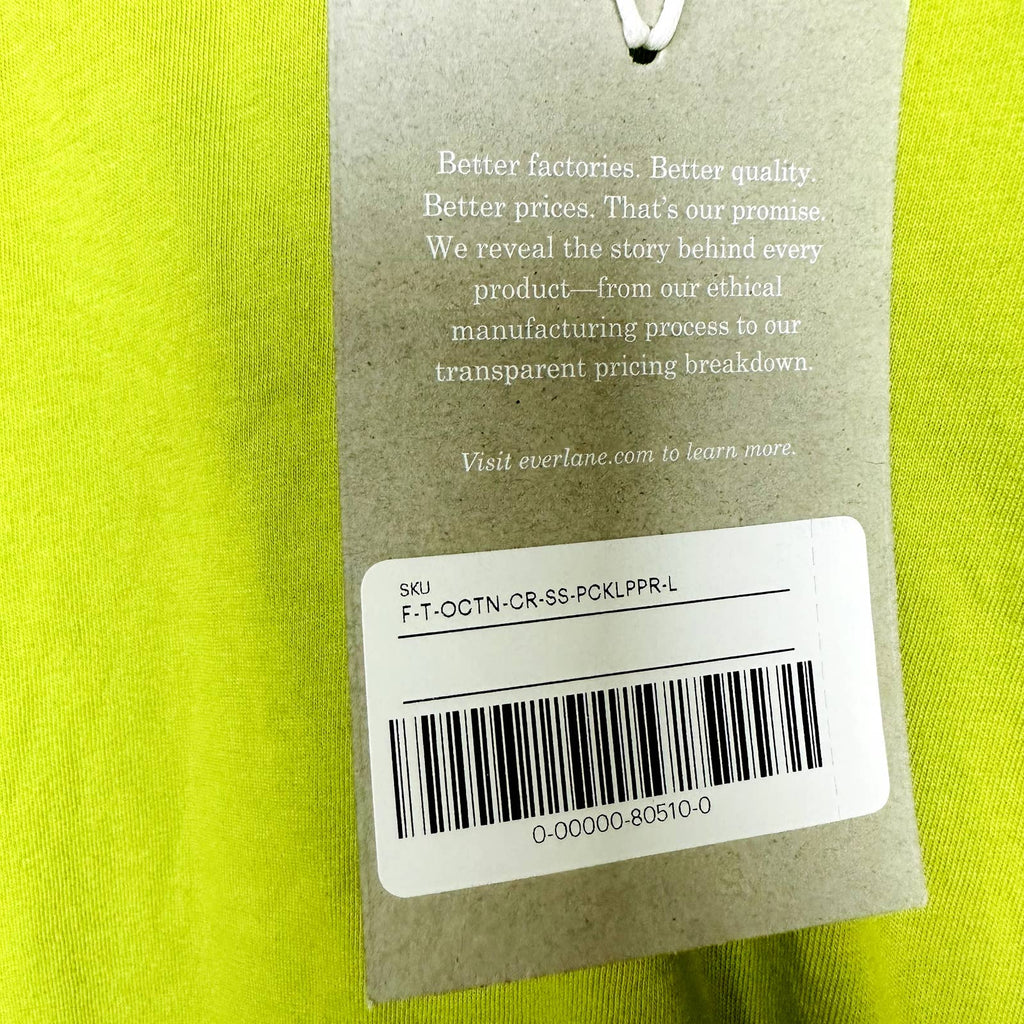 Better factories. Better quality.
Better prices. That's our promise.
We reveal the story behind every
product—from our ethical
manufacturing process to our
transparent pricing breakdown.
Visit everlane.com to learn more.
SKU
F-T-OCTN-CR-SS-PCKLPPR-L
0-00000-80510-0